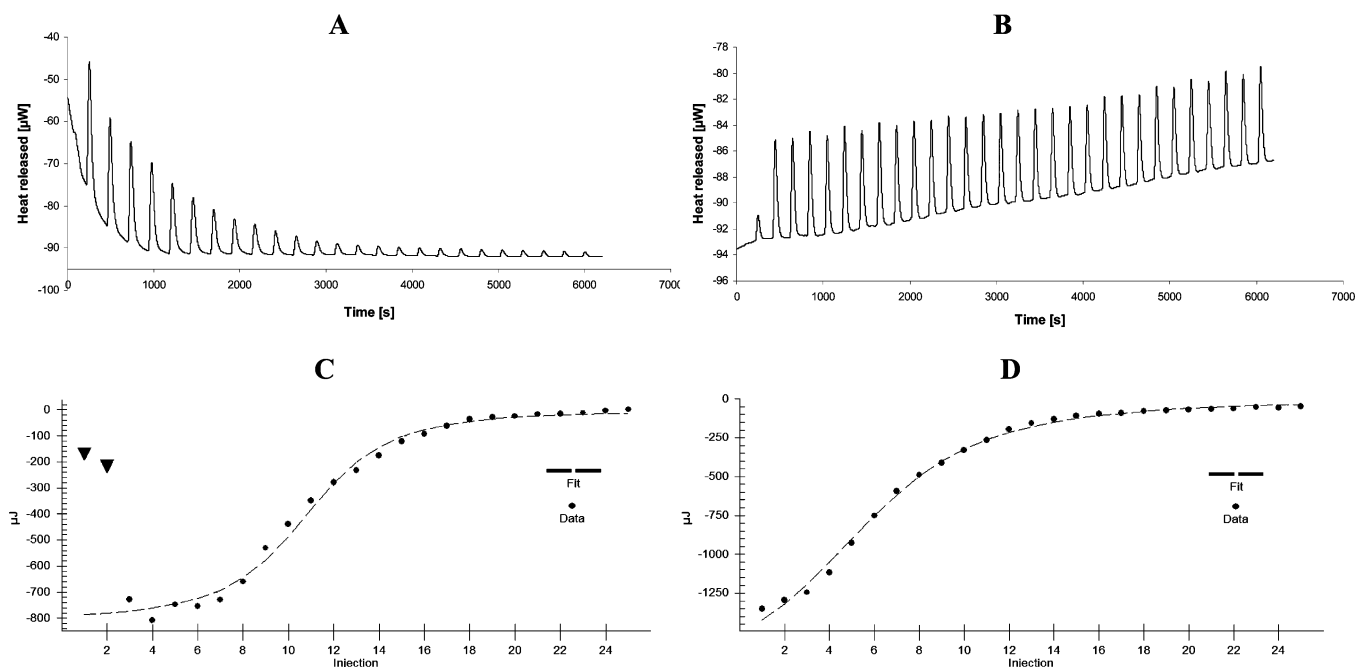 A
-40
-50
-60
-70
-80
-90
-100
Heat released [µW]
0 1000 2000 3000 4000 5000 6000 7000
Time [s]
B
-78
-80
-82
-84
-86
-88
-90
-92
-94
-96
Heat released [µW]
0 1000 2000 3000 4000 5000 6000 7000
Time [s]
C
0
-100
-200
-300
-400
-500
-600
-700
-800
µJ
Fit
Data
2 4 6 8 10 12 14 16 18 20 22 24
Injection
D
0
-250
-500
-750
-1000
-1250
µJ
Fit
Data
2 4 6 8 10 12 14 16 18 20 22 24
Injection